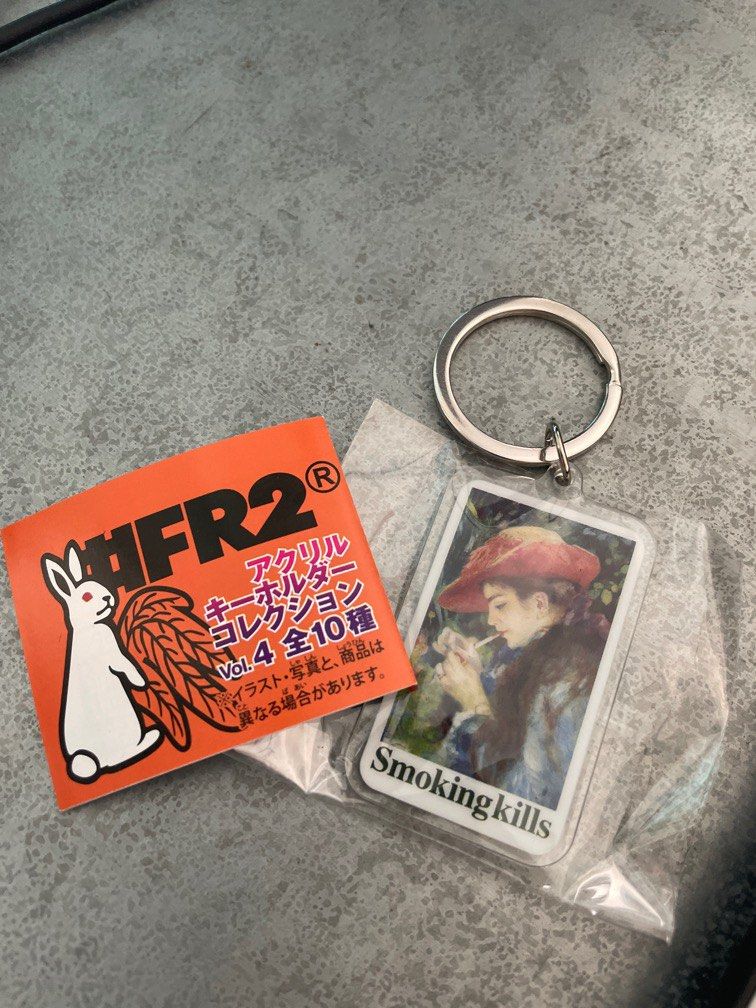 #FR2®
アクリル
キーホルダー
コレクション
Vol.4 全10種
※イラスト・写真と、商品は
異なる場合があります。
Smokingkills